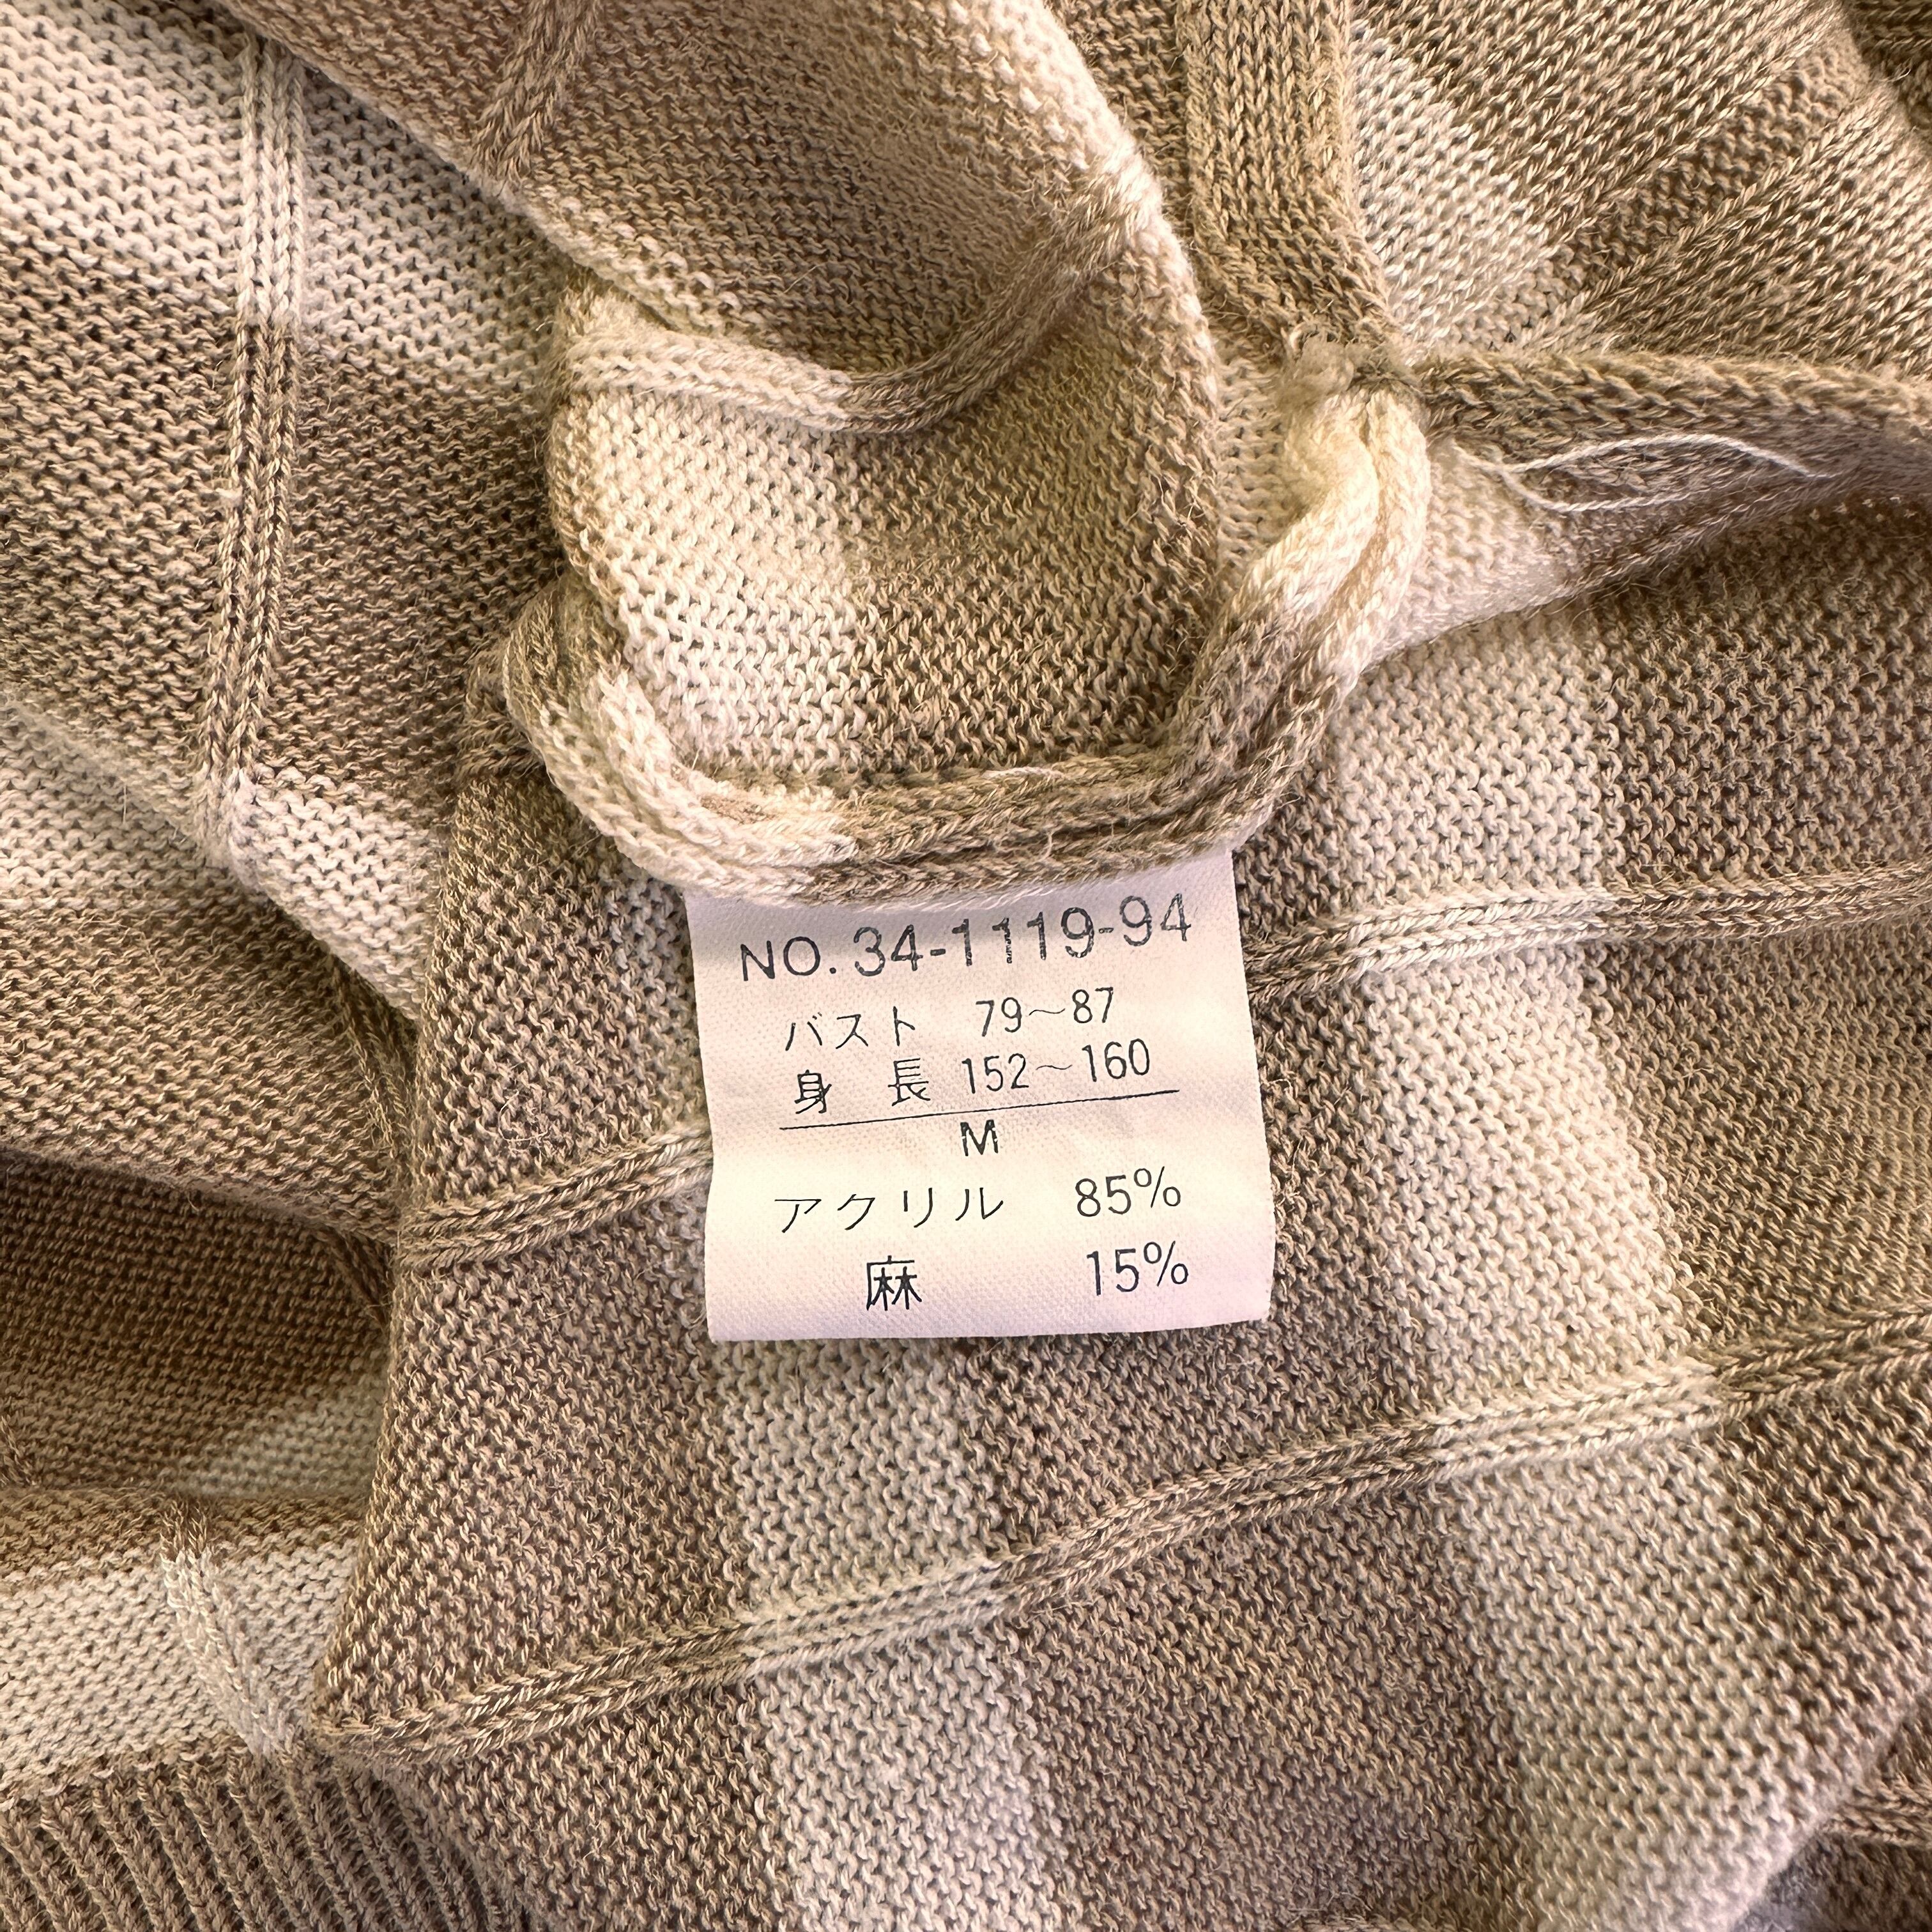 NO.34-1119-94
バスト 79〜87
身長 152〜160
M
アクリル 85%
麻 15%